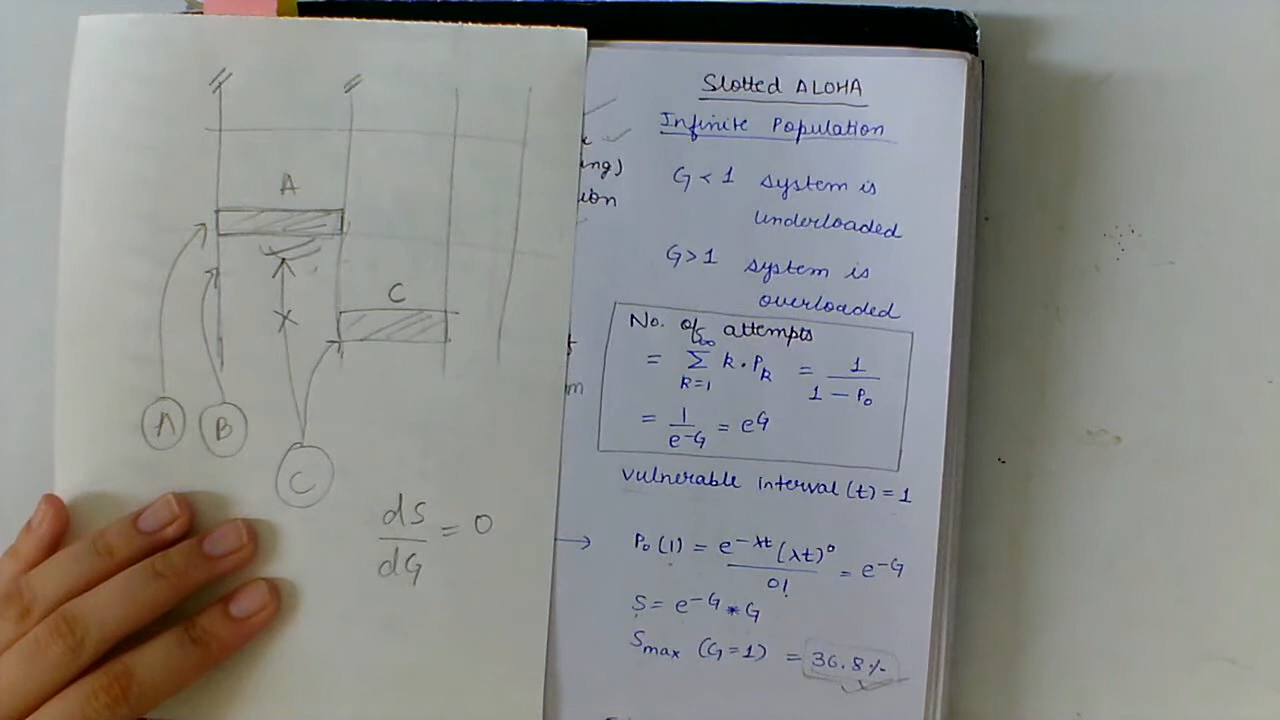 A
C
A
B
C
dS/dG = 0
ing)
m
Slotted ALOHA
Infinite Population
G < 1 system is
underloaded
G > 1 system is
overloaded
No. of attempts
= ∞ Σ k=1 k · Pk = 1 / (1 − P0)
= 1 / e^-G = e^G
vulnerable interval (t) = 1
→ P0(1) = e^-λt (λt)^0 / 0! = e^-G
S = e^-G * G
Smax (G=1) = 36.8%